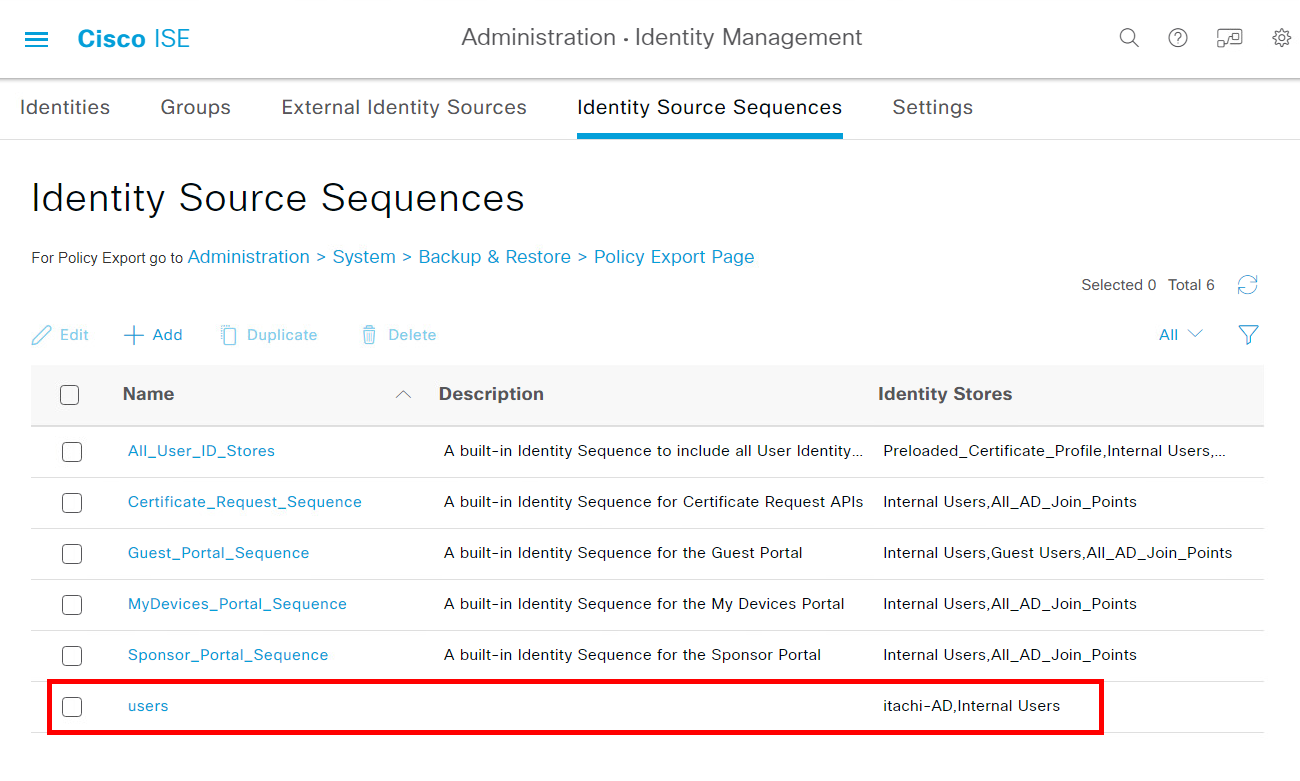 Cisco ISE
Administration · Identity Management
Identities Groups External Identity Sources Identity Source Sequences Settings
Identity Source Sequences
For Policy Export go to Administration > System > Backup & Restore > Policy Export Page
Selected 0 Total 6
Edit Add Duplicate Delete All
Name Description Identity Stores
All_User_ID_Stores A built-in Identity Sequence to include all User Identity... Preloaded_Certificate_Profile,Internal Users,...
Certificate_Request_Sequence A built-in Identity Sequence for Certificate Request APIs Internal Users,All_AD_Join_Points
Guest_Portal_Sequence A built-in Identity Sequence for the Guest Portal Internal Users,Guest Users,All_AD_Join_Points
MyDevices_Portal_Sequence A built-in Identity Sequence for the My Devices Portal Internal Users,All_AD_Join_Points
Sponsor_Portal_Sequence A built-in Identity Sequence for the Sponsor Portal Internal Users,All_AD_Join_Points
users itachi-AD,Internal Users